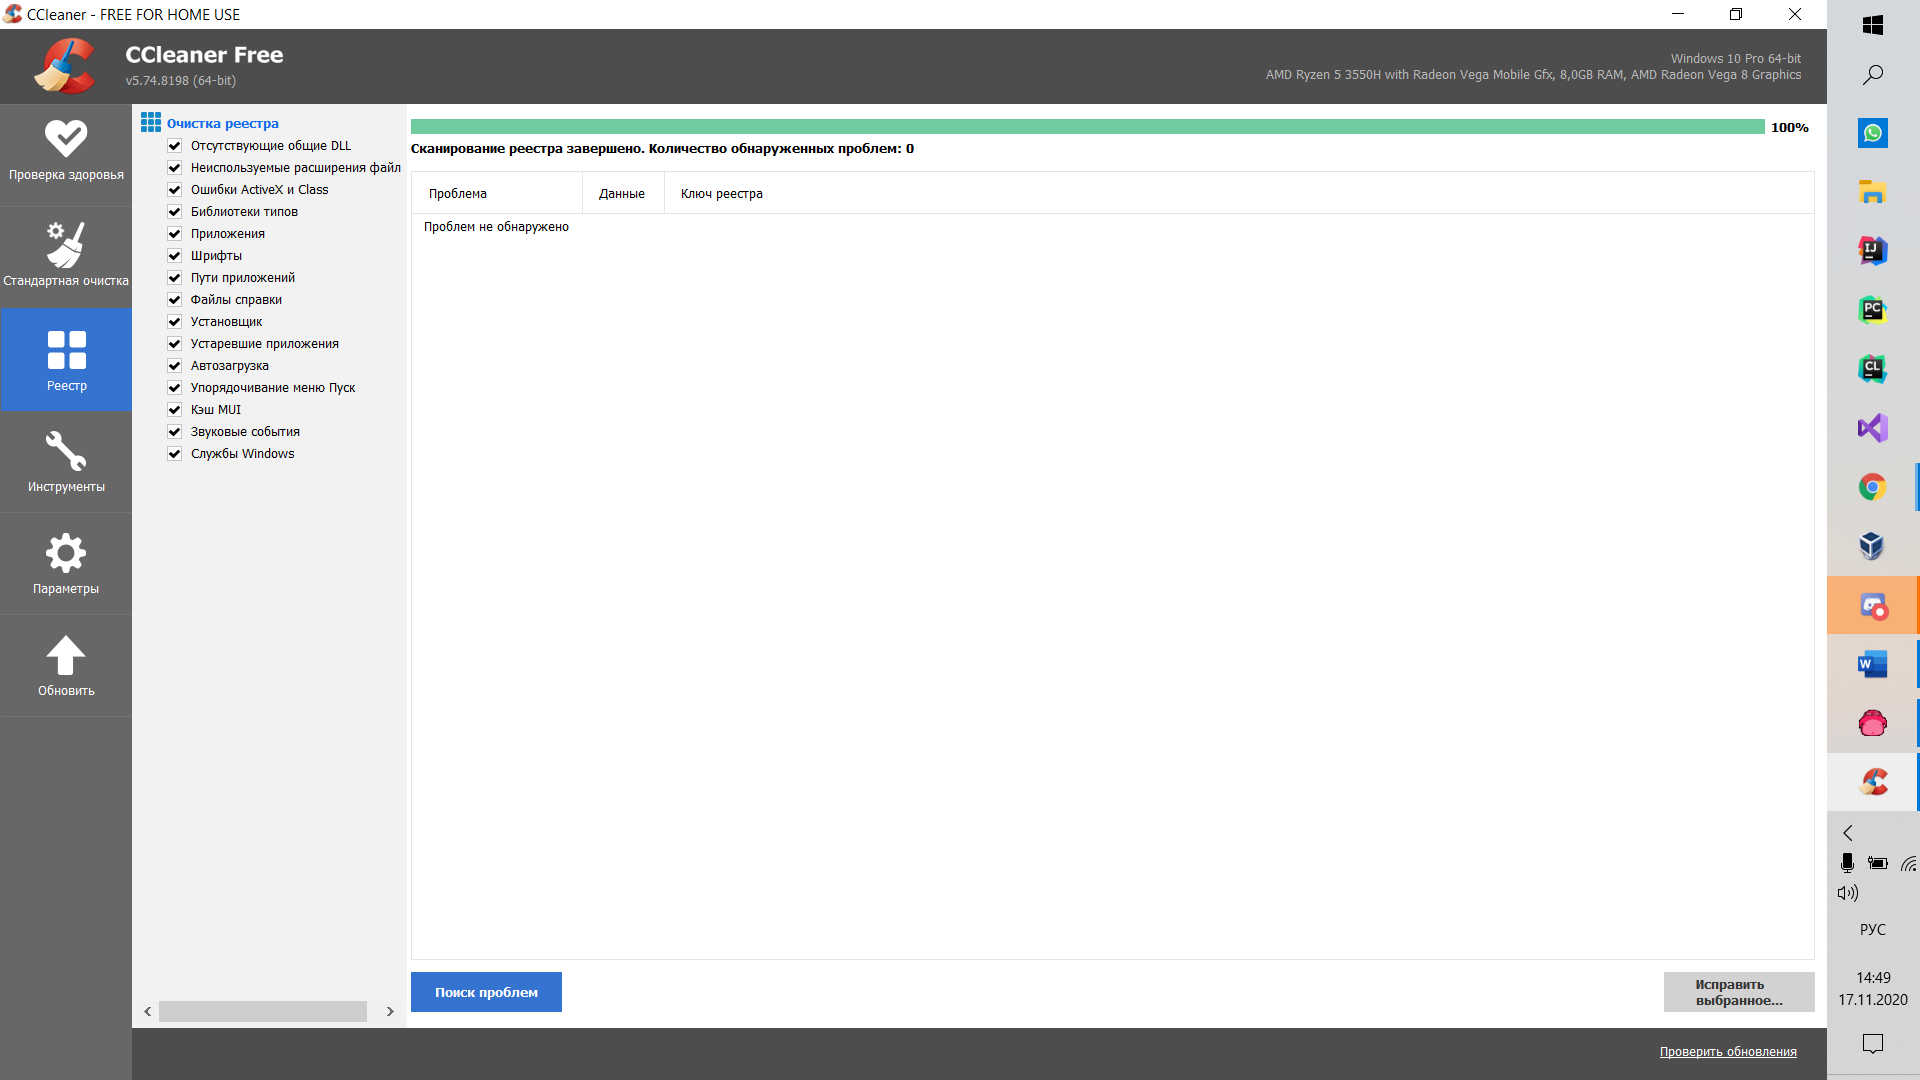 CCleaner - FREE FOR HOME USE
CCleaner Free
v5.74.8198 (64-bit)
Windows 10 Pro 64-bit
AMD Ryzen 5 3550H with Radeon Vega Mobile Gfx, 8,0GB RAM, AMD Radeon Vega 8 Graphics
Проверка здоровья
Стандартная очистка
Реестр
Инструменты
Параметры
Обновить
Очистка реестра
Отсутствующие общие DLL
Неиспользуемые расширения файл
Ошибки ActiveX и Class
Библиотеки типов
Приложения
Шрифты
Пути приложений
Файлы справки
Установщик
Устаревшие приложения
Автозагрузка
Упорядочивание меню Пуск
Кэш MUI
Звуковые события
Службы Windows
100%
Сканирование реестра завершено. Количество обнаруженных проблем: 0
Проблема Данные Ключ реестра
Проблем не обнаружено
Поиск проблем
Исправить
выбранное...
Проверить обновления
IJ
PC
CL
W
РУС
14:49
17.11.2020